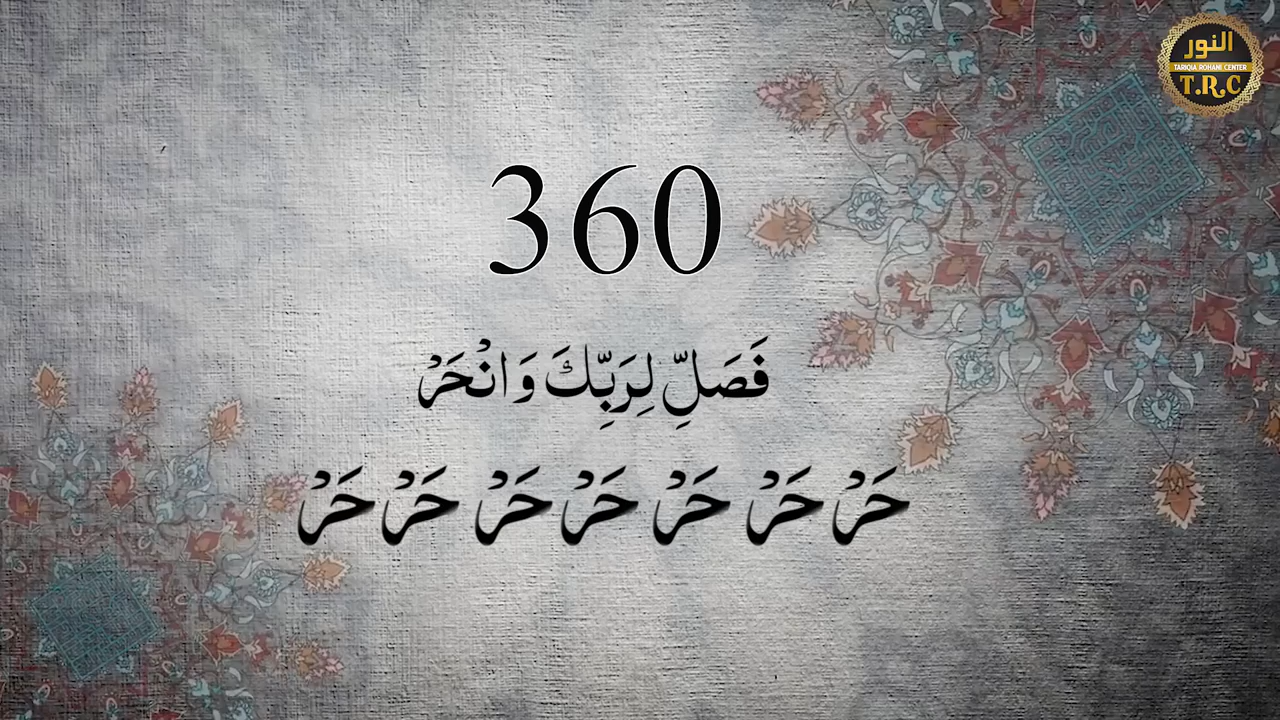 النور
TARIQIA ROHANI CENTER
T.R.C
360
فَصَلِّ لِرَبِّكَ وَانْحَرْ
حَرْ حَرْ حَرْ حَرْ حَرْ حَرْ حَرْ